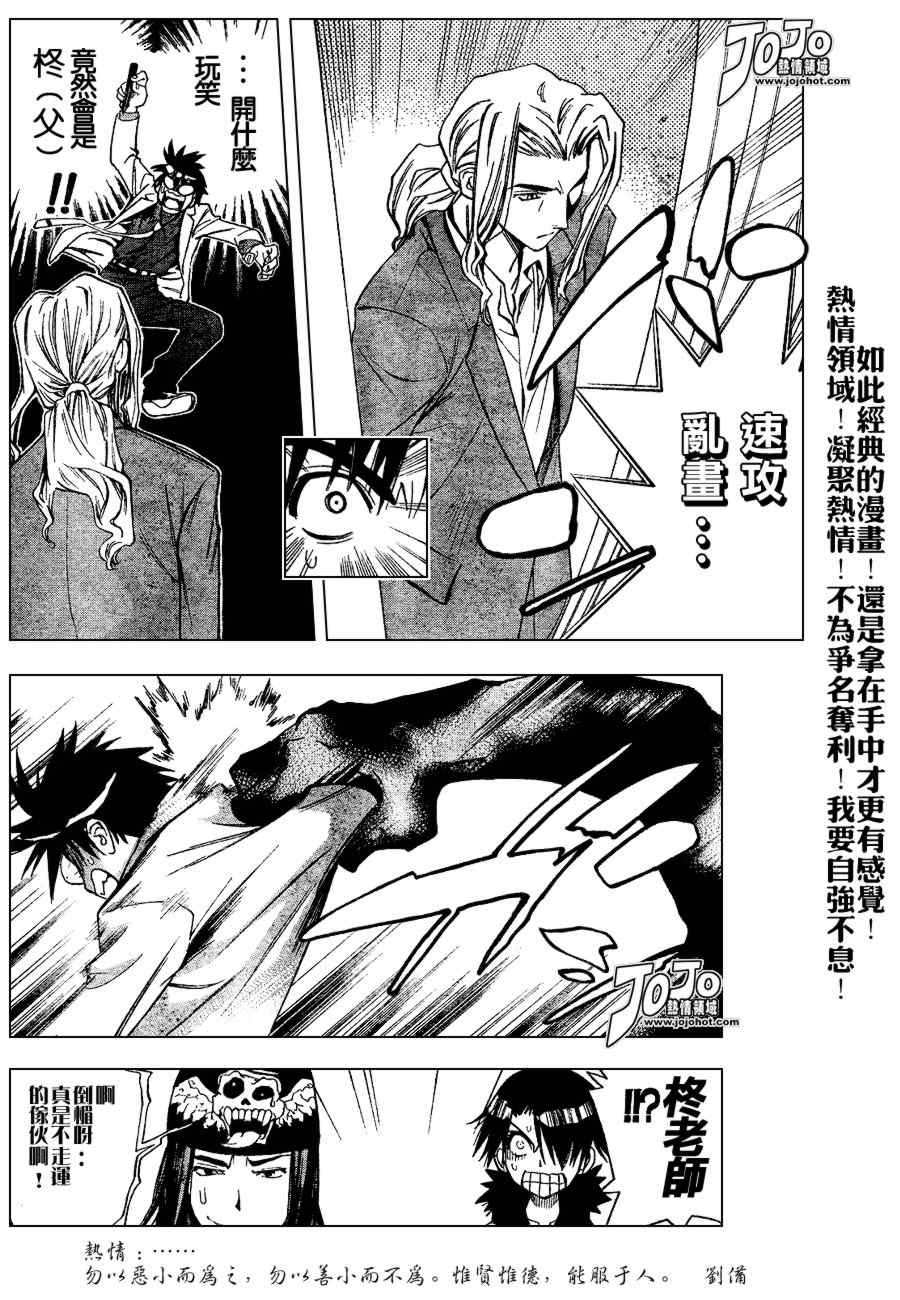 JOJO
熱情領域
www.jojohot.com
速攻
亂畫…
…開什麼
玩笑
竟然會是
柊(父)
!!
如此經典的漫畫!還是拿在手中才更有感覺!
熱情領域!凝聚熱情!不為爭名奪利!我要自強不息!
JOJO
熱情領域
www.jojohot.com
柊老師
!!?
啊
倒楣呀…
真是不走運
的傢伙啊!
熱情:……
勿以惡小而為之,勿以善小而不為。惟賢惟德,能服于人。 劉備